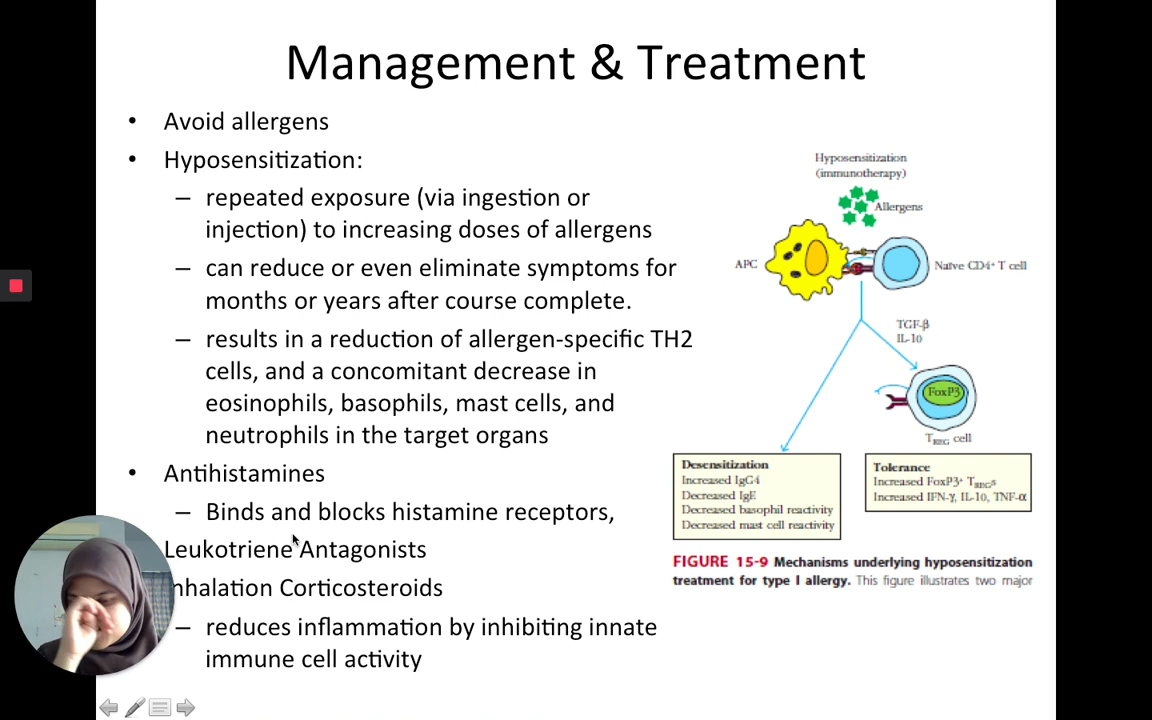 Management & Treatment
• Avoid allergens
• Hyposensitization:
– repeated exposure (via ingestion or
injection) to increasing doses of allergens
– can reduce or even eliminate symptoms for
months or years after course complete.
– results in a reduction of allergen-specific TH2
cells, and a concomitant decrease in
eosinophils, basophils, mast cells, and
neutrophils in the target organs
• Antihistamines
– Binds and blocks histamine receptors,
Leukotriene Antagonists
nhalation Corticosteroids
– reduces inflammation by inhibiting innate
immune cell activity
Hyposensitization
(immunotherapy)
Allergens
APC
Naïve CD4⁺ T cell
TGF-β
IL-10
FoxP3
T_REG cell
Desensitization
Increased IgG4
Decreased IgE
Decreased basophil reactivity
Decreased mast cell reactivity
Tolerance
Increased FoxP3⁺ T_REGs
Increased IFN-γ, IL-10, TNF-α
FIGURE 15-9 Mechanisms underlying hyposensitization
treatment for type I allergy. This figure illustrates two major